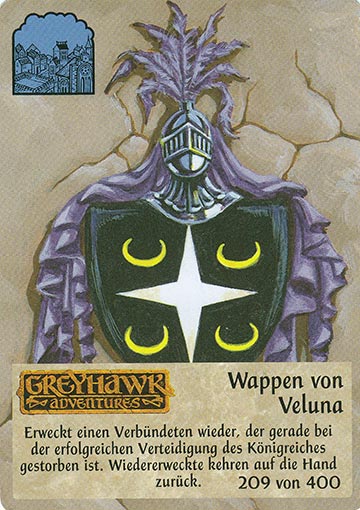 Wappen von
Veluna
GREYHAWK
ADVENTURES
Erweckt einen Verbündeten wieder, der gerade bei
der erfolgreichen Verteidigung des Königreiches
gestorben ist. Wiedererweckte kehren auf die Hand
zurück.
209 von 400